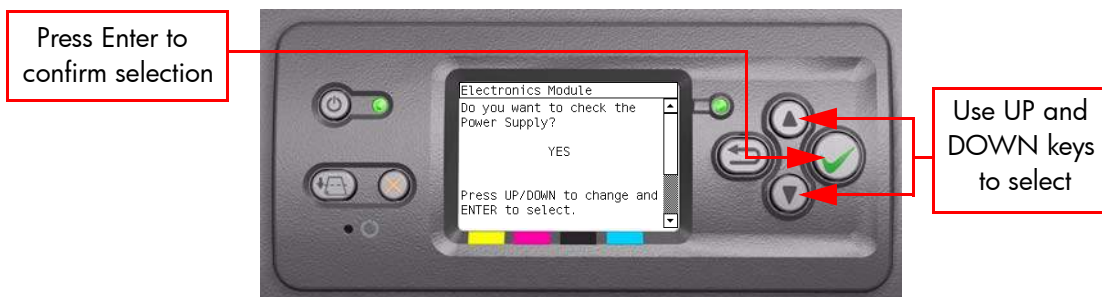 Press Enter to
confirm selection
Electronics Module
Do you want to check the
Power Supply?
YES
Press UP/DOWN to change and
ENTER to select.
Use UP and
DOWN keys
to select